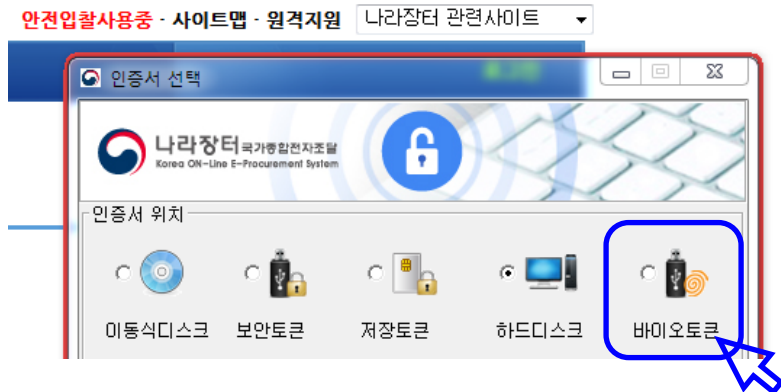 안전입찰사용중 · 사이트맵 · 원격지원 나라장터 관련사이트
인증서 선택
나라장터 국가종합전자조달
Korea ON-Line E-Procurement System
인증서 위치
이동식디스크 보안토큰 저장토큰 하드디스크 바이오토큰